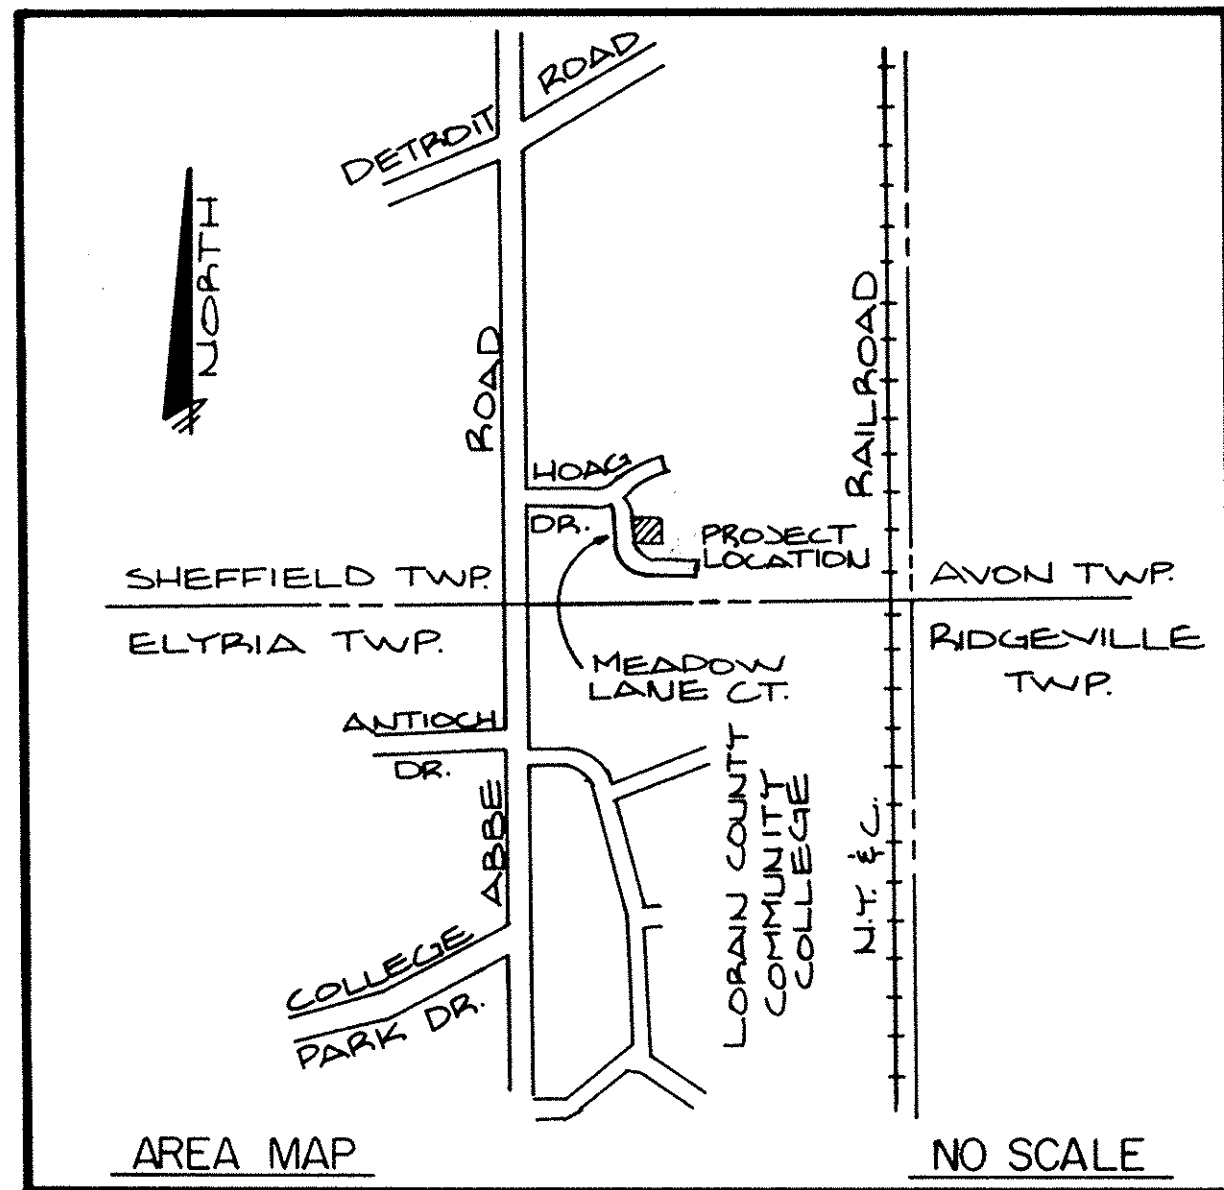 DETROIT ROAD
NORTH
ABBE ROAD
HOAG
DR.
PROJECT
LOCATION
SHEFFIELD TWP.
AVON TWP.
ELYRIA TWP.
RIDGEVILLE
TWP.
MEADOW
LANE CT.
ANTIOCH
DR.
LORAIN COUNTY
COMMUNITY
COLLEGE
N.Y. & C. RAILROAD
COLLEGE
PARK DR.
AREA MAP
NO SCALE